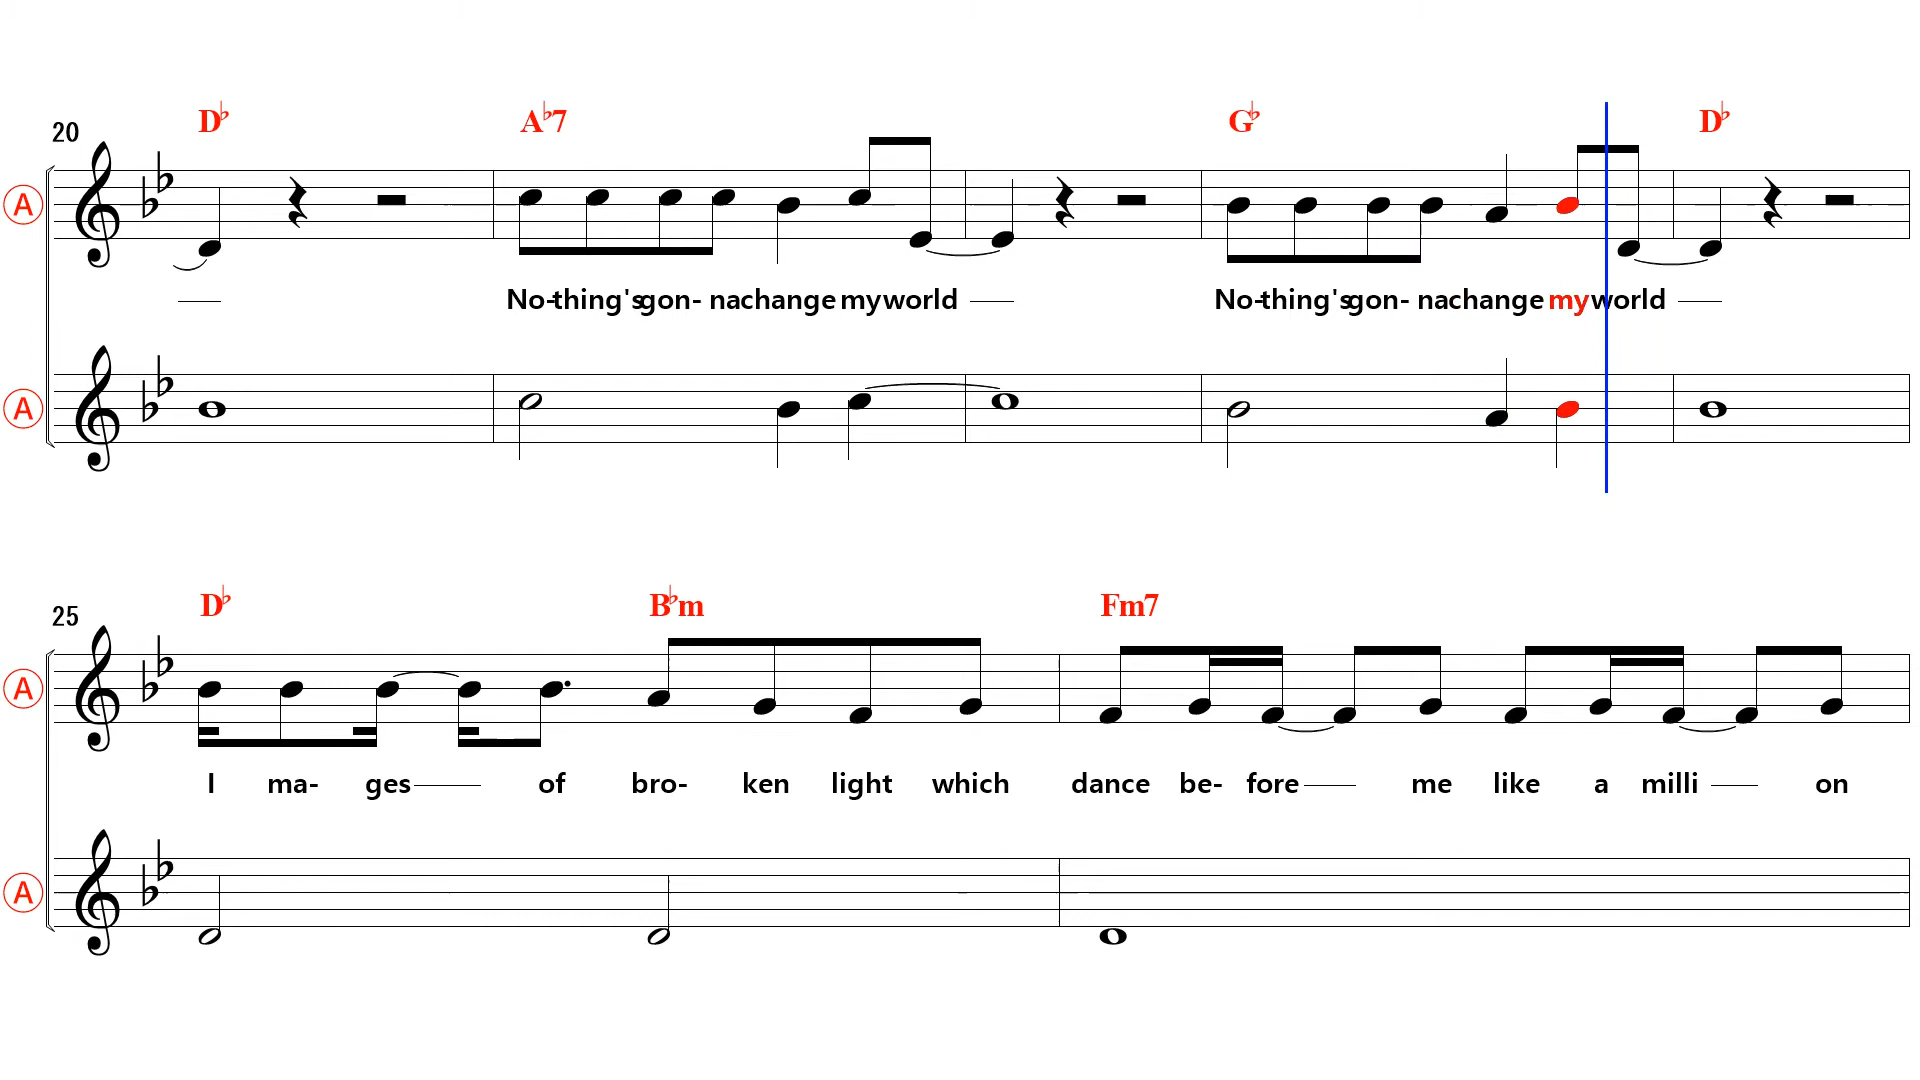 20 D♭ A♭7 G♭ D♭
A
No-thing's gon- na change my world No-thing's gon- na change my world
A
25 D♭ B♭m Fm7
A
I ma- ges of bro- ken light which dance be- fore me like a milli on
A